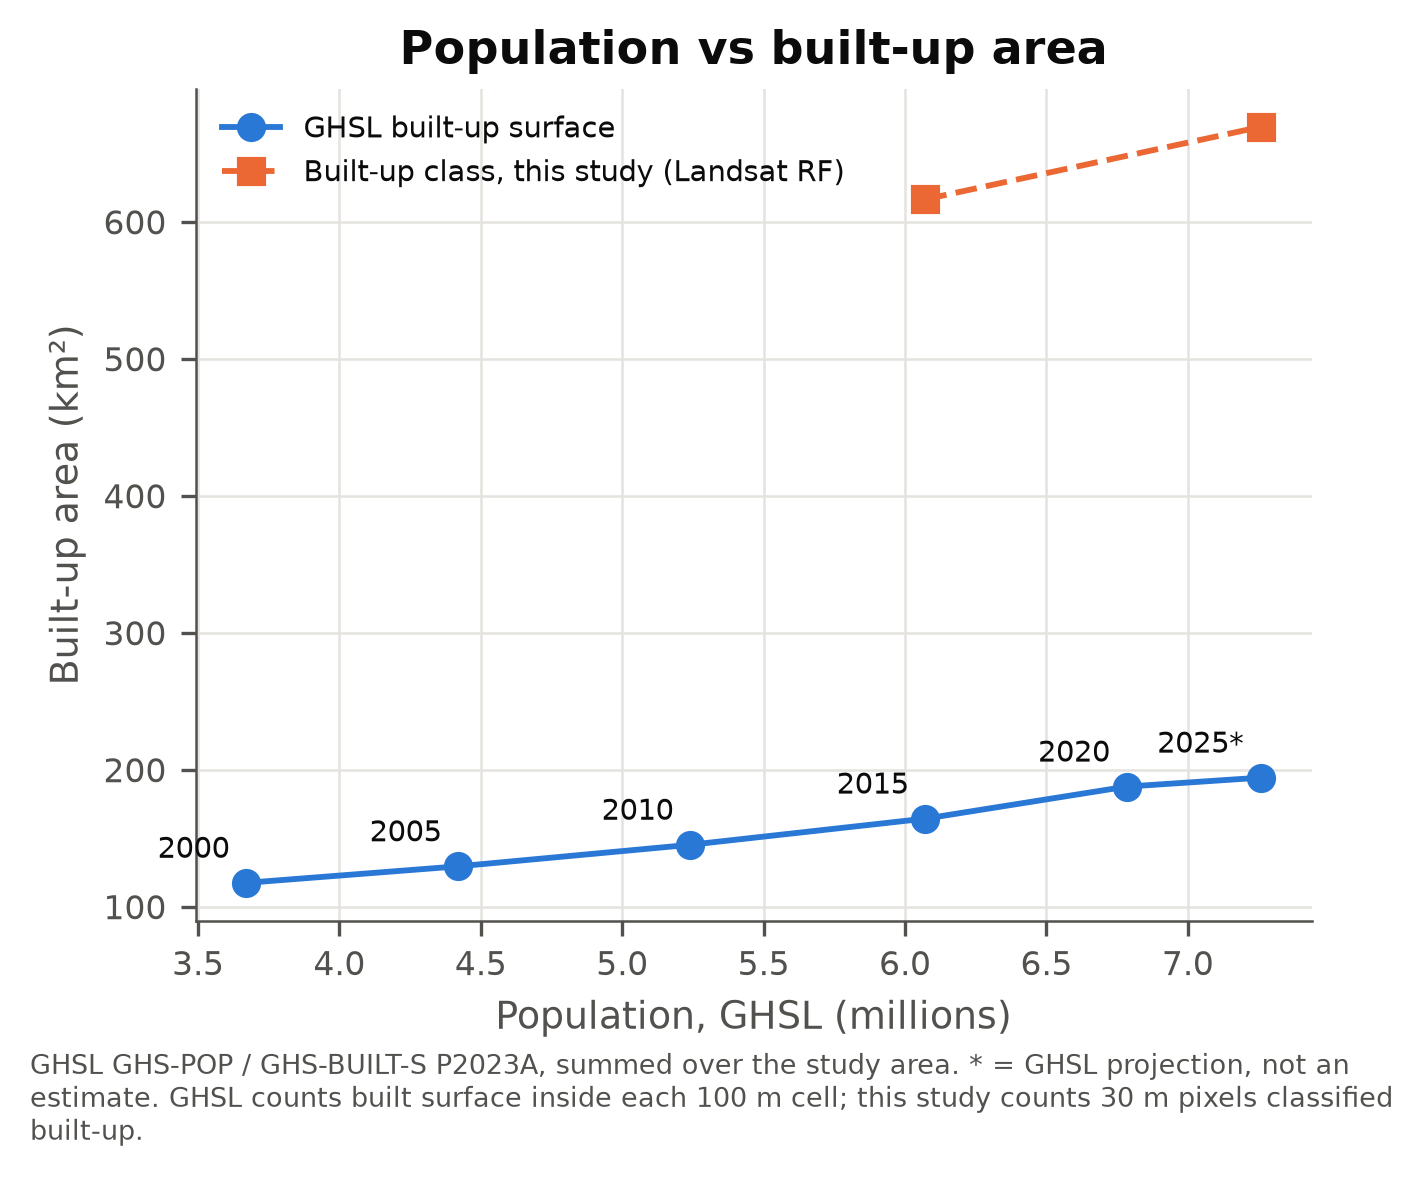 Population vs built-up area
GHSL built-up surface
Built-up class, this study (Landsat RF)
Built-up area (km²)
600
500
400
300
200
100
2000
2005
2010
2015
2020
2025*
3.5
4.0
4.5
5.0
5.5
6.0
6.5
7.0
Population, GHSL (millions)
GHSL GHS-POP / GHS-BUILT-S P2023A, summed over the study area. * = GHSL projection, not an
estimate. GHSL counts built surface inside each 100 m cell; this study counts 30 m pixels classified
built-up.